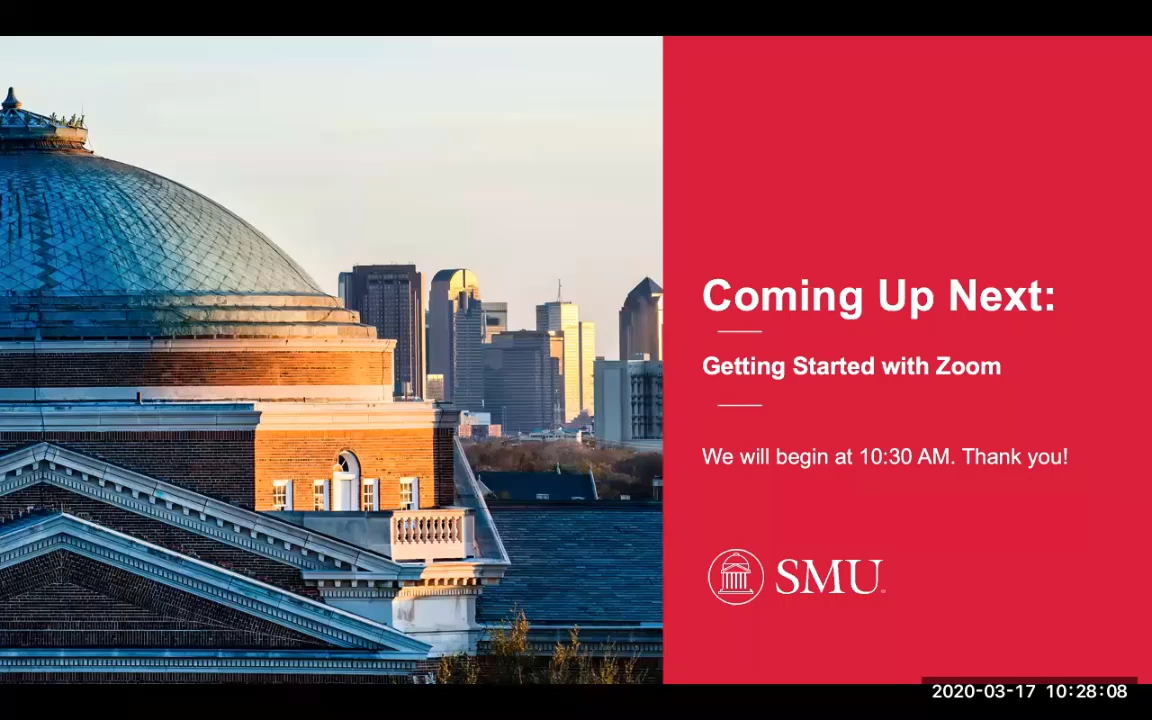 Coming Up Next:
Getting Started with Zoom
We will begin at 10:30 AM. Thank you!
SMU
2020-03-17 10:28:08